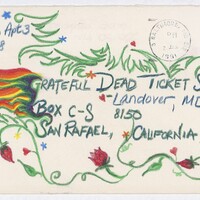 Apt. 3
GRATEFUL DEAD TICKET S
BOX C-S
Landover, MD
8150
SAN RAFAEL, CALIFORNIA